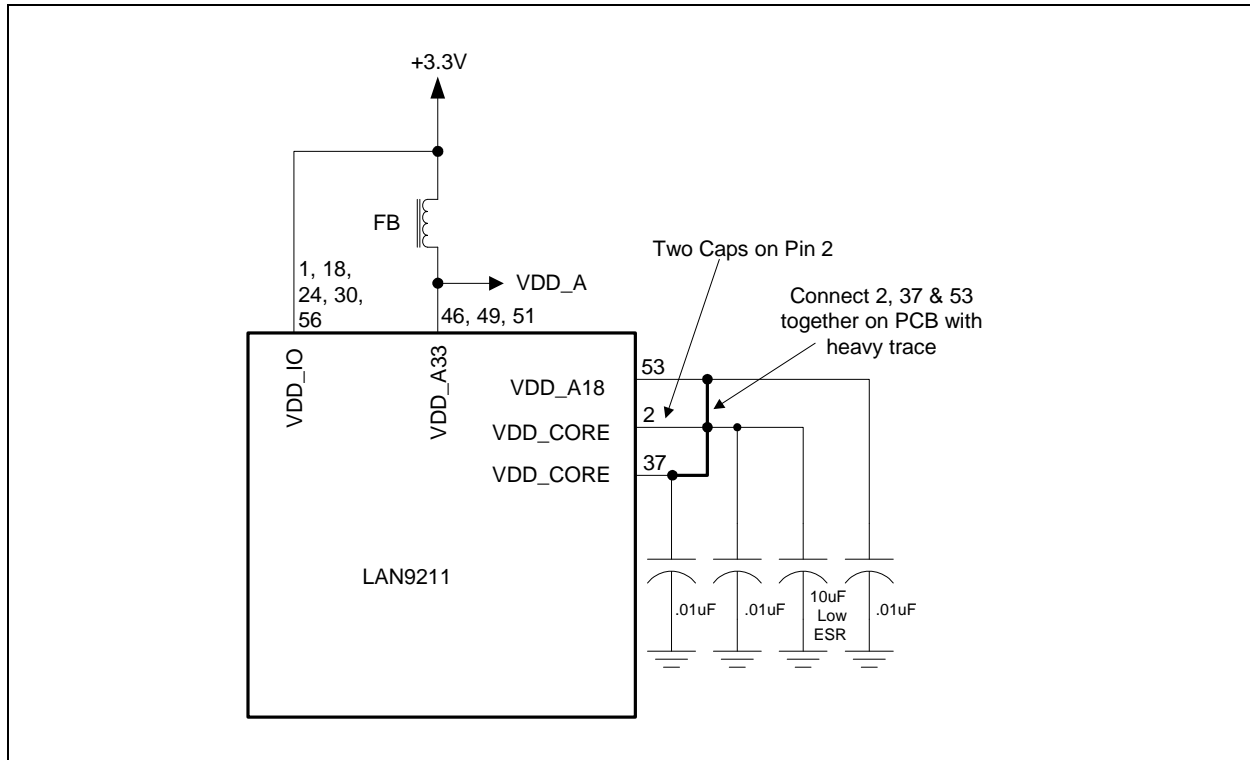 +3.3V
FB
Two Caps on Pin 2
1, 18,
24, 30,
56
VDD_A
Connect 2, 37 & 53
together on PCB with
heavy trace
46, 49, 51
VDD_IO
VDD_A33
53
VDD_A18
2
VDD_CORE
37
VDD_CORE
LAN9211
.01uF
.01uF
10uF
Low
ESR
.01uF